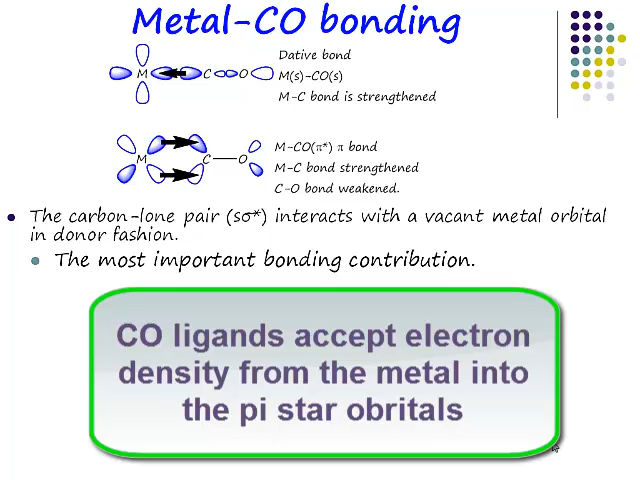 Metal-CO bonding
M C O
Dative bond
M(s)-CO(s)
M-C bond is strengthened
M C O
M-CO(π*) π bond
M-C bond strengthened
C-O bond weakened.
The carbon-lone pair (sσ*) interacts with a vacant metal orbital
in donor fashion.
The most important bonding contribution.
CO ligands accept electron
density from the metal into
the pi star obritals